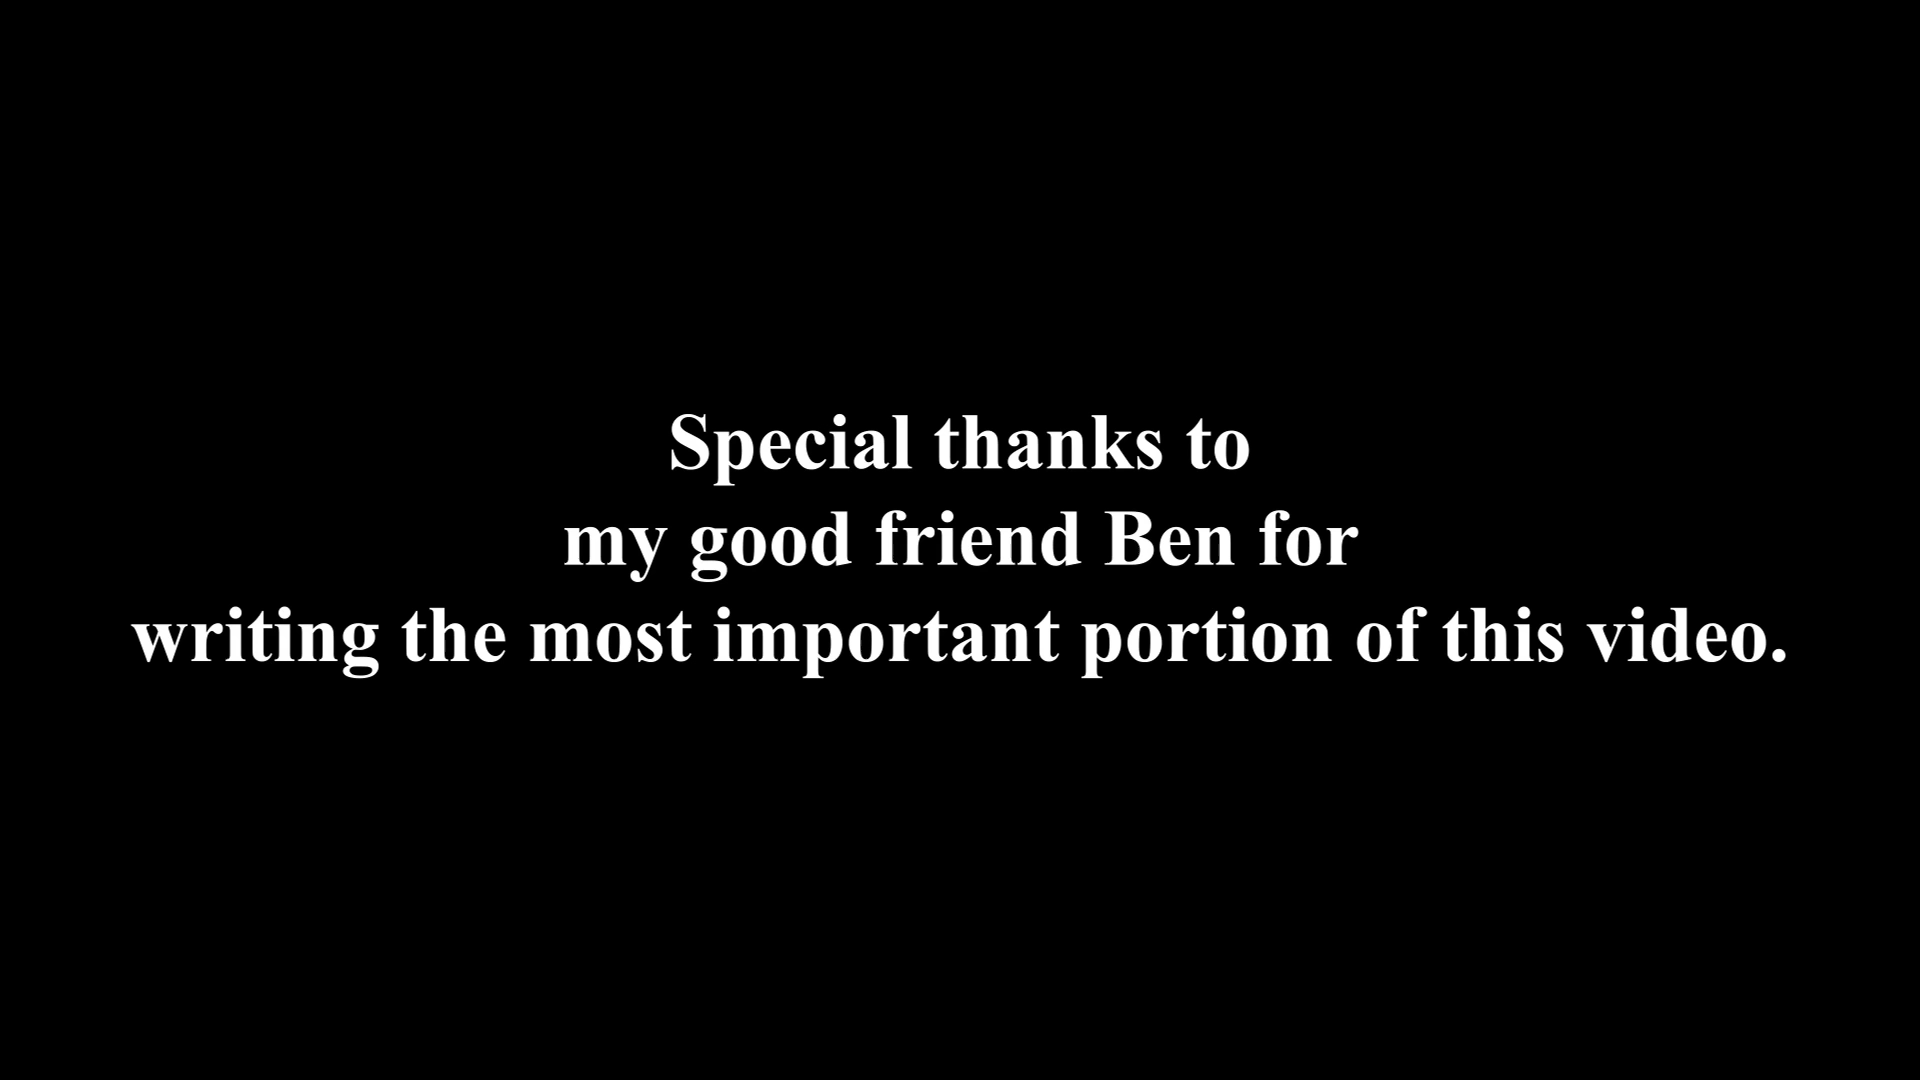 Special thanks to
my good friend Ben for
writing the most important portion of this video.